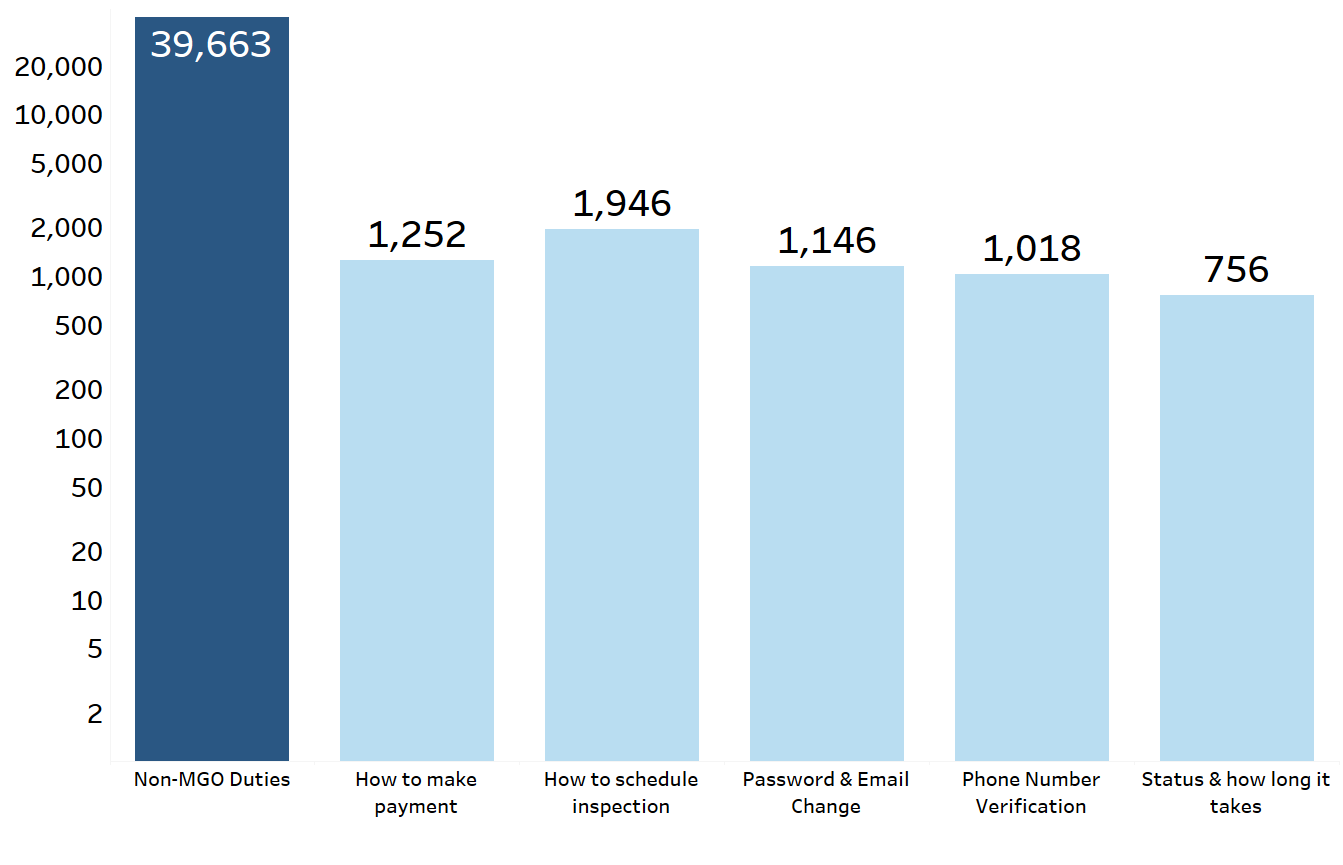 39,663
20,000
10,000
5,000
2,000
1,000
500
200
100
50
20
10
5
2
1,252
1,946
1,146
1,018
756
Non-MGO Duties
How to make
payment
How to schedule
inspection
Password & Email
Change
Phone Number
Verification
Status & how long it
takes